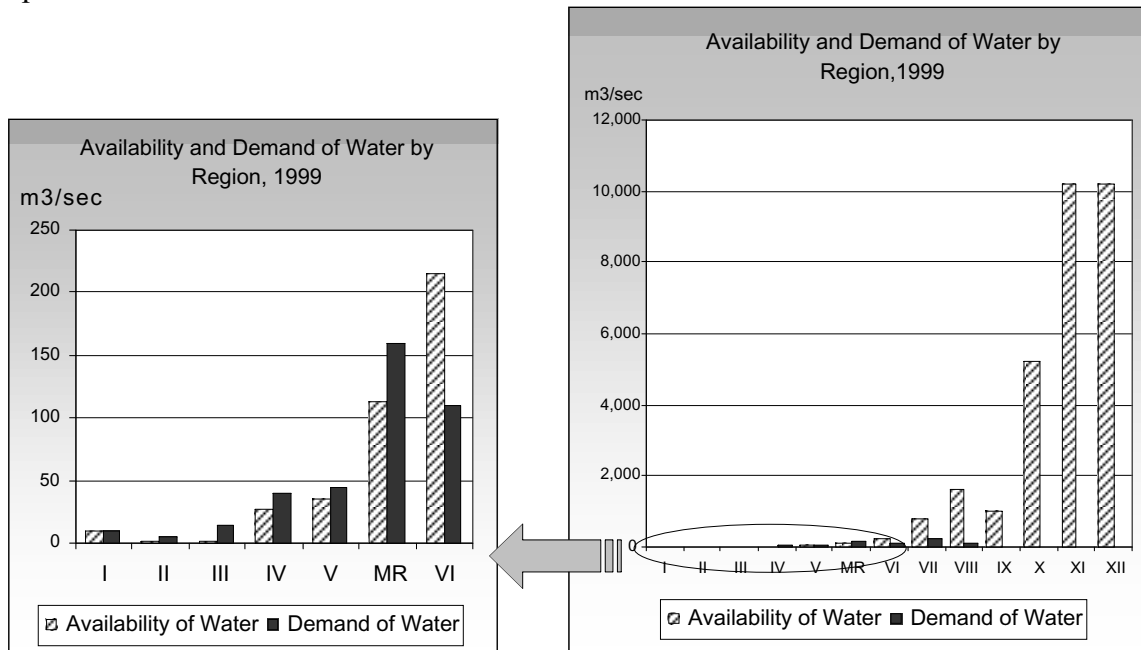 Availability and Demand of Water by
Region, 1999
m3/sec
250
200
150
100
50
0
I II III IV V MR VI
Availability of Water Demand of Water
Availability and Demand of Water by
Region,1999
m3/sec
12,000
10,000
8,000
6,000
4,000
2,000
0
I II III IV V MR VI VII VIII IX X XI XII
Availability of Water Demand of Water